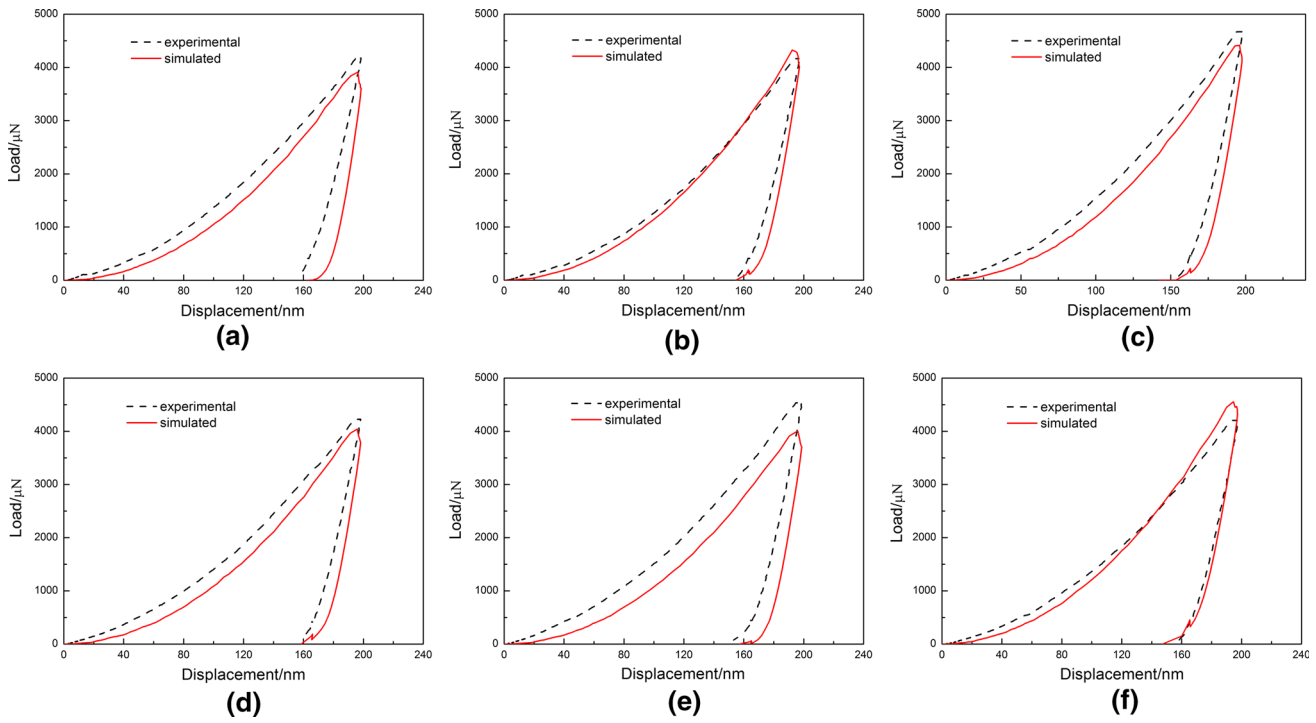 5000
4000
3000
2000
1000
0
Load/μN
experimental
simulated
0 40 80 120 160 200 240
Displacement/nm
(a)
5000
4000
3000
2000
1000
0
Load/μN
experimental
simulated
0 40 80 120 160 200 240
Displacement/nm
(b)
5000
4000
3000
2000
1000
0
Load/μN
experimental
simulated
0 50 100 150 200
Displacement/nm
(c)
5000
4000
3000
2000
1000
0
Load/μN
experimental
simulated
0 40 80 120 160 200 240
Displacement/nm
(d)
5000
4000
3000
2000
1000
0
Load/μN
experimental
simulated
0 40 80 120 160 200 240
Displacement/nm
(e)
5000
4000
3000
2000
1000
0
Load/μN
experimental
simulated
0 40 80 120 160 200 240
Displacement/nm
(f)